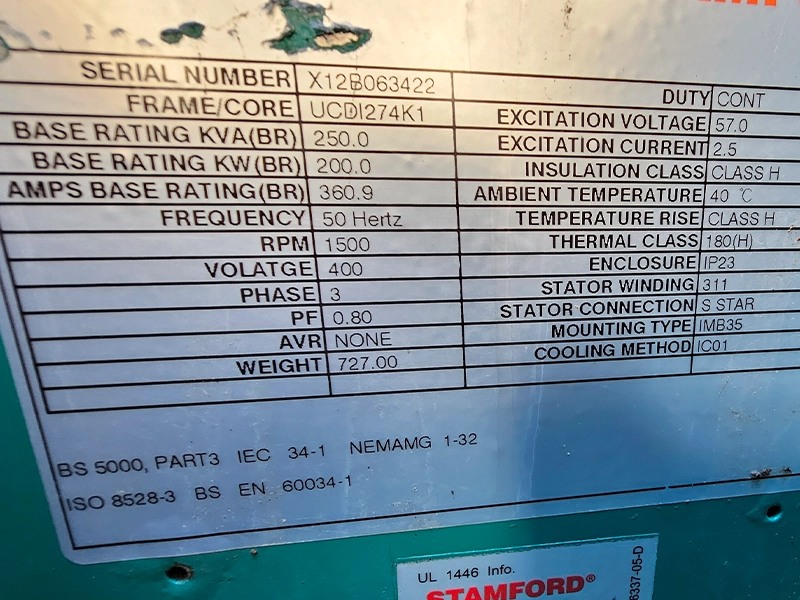 SERIAL NUMBER X12B063422
FRAME/CORE UCDI274K1
BASE RATING KVA(BR) 250.0
BASE RATING KW(BR) 200.0
AMPS BASE RATING(BR) 360.9
FREQUENCY 50 Hertz
RPM 1500
VOLATGE 400
PHASE 3
PF 0.80
AVR NONE
WEIGHT 727.00
DUTY CONT
EXCITATION VOLTAGE 57.0
EXCITATION CURRENT 2.5
INSULATION CLASS CLASS H
AMBIENT TEMPERATURE 40 ℃
TEMPERATURE RISE CLASS H
THERMAL CLASS 180(H)
ENCLOSURE IP23
STATOR WINDING 311
STATOR CONNECTION S STAR
MOUNTING TYPE IMB35
COOLING METHOD IC01
BS 5000, PART3 IEC 34-1 NEMAMG 1-32
ISO 8528-3 BS EN 60034-1
UL 1446 Info.
STAMFORD®
6337-05-D